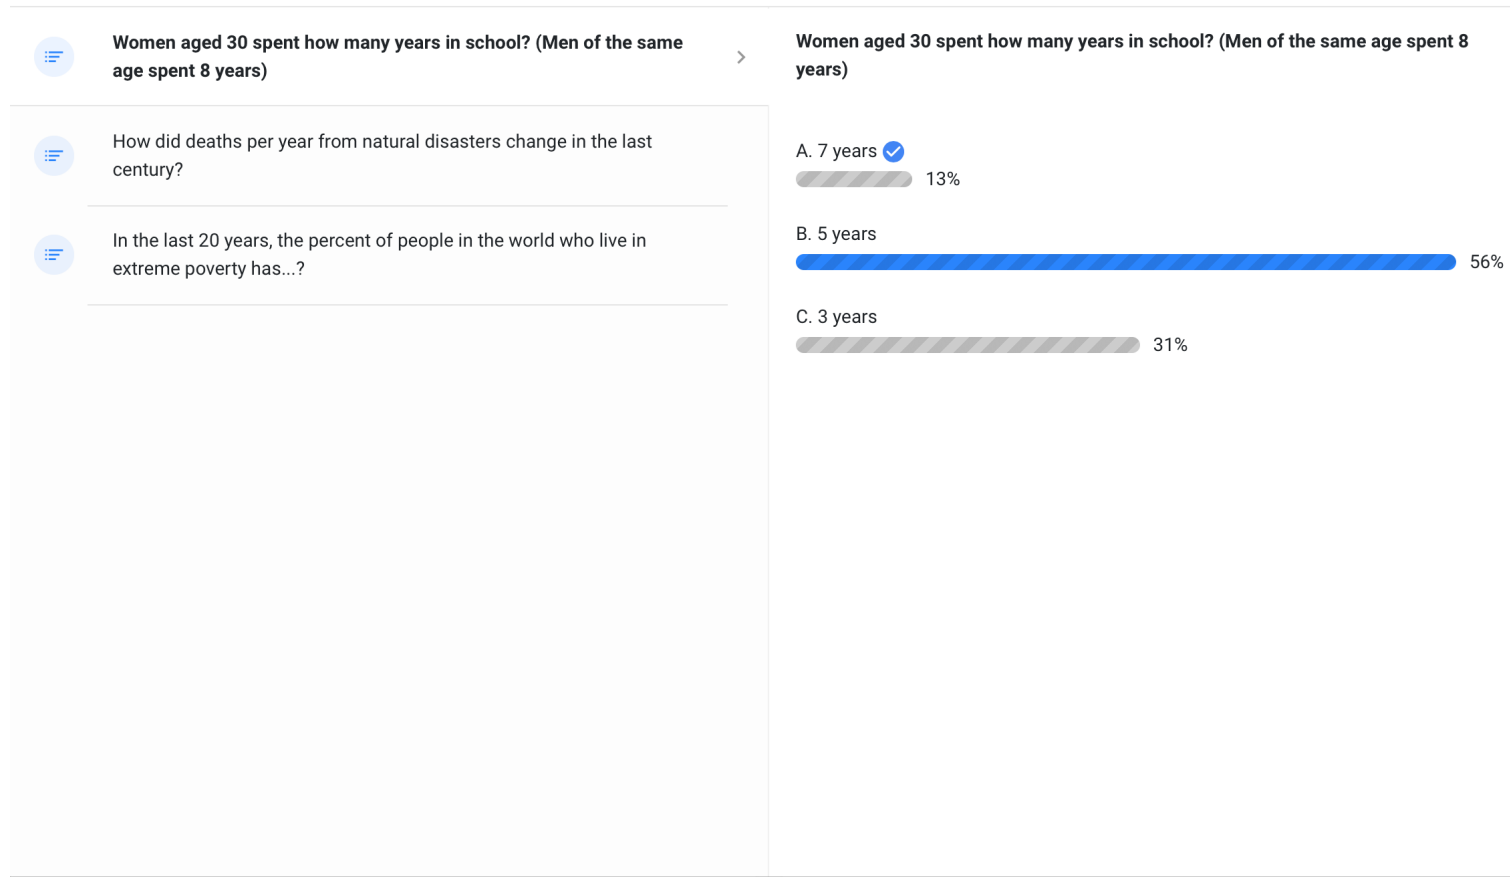 Women aged 30 spent how many years in school? (Men of the same
age spent 8 years)
How did deaths per year from natural disasters change in the last
century?
In the last 20 years, the percent of people in the world who live in
extreme poverty has...?
Women aged 30 spent how many years in school? (Men of the same age spent 8
years)
A. 7 years
13%
B. 5 years
56%
C. 3 years
31%